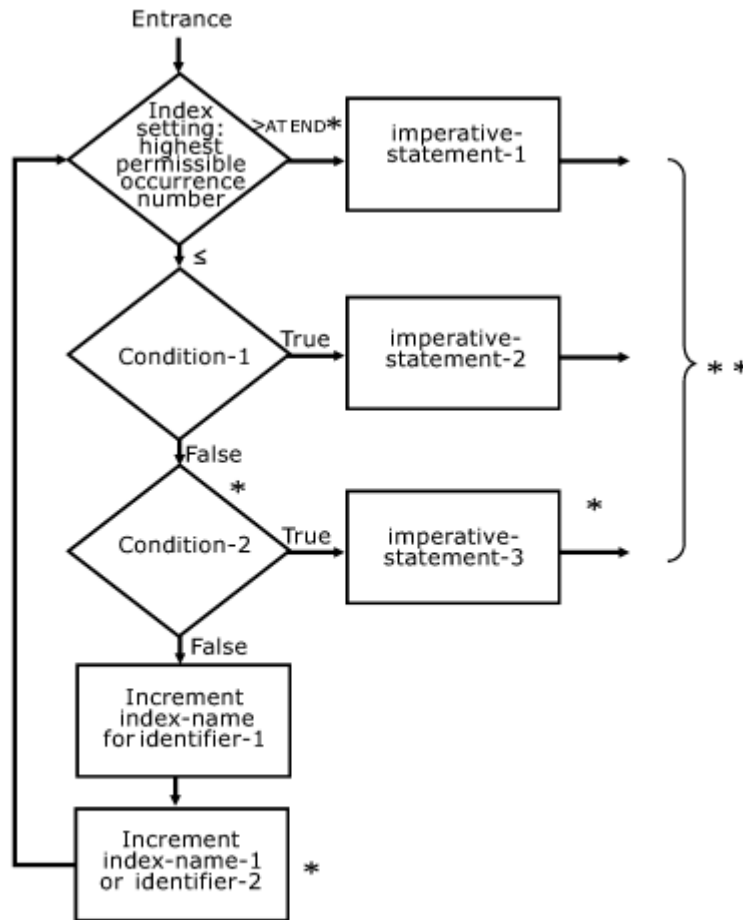 Entrance
Index
setting:
highest
permissible
occurrence
number
>AT END*
imperative-
statement-1
≤
Condition-1
True
imperative-
statement-2
* *
False
*
Condition-2
True
imperative-
statement-3
*
False
Increment
index-name
for identifier-1
Increment
index-name-1
or identifier-2
*